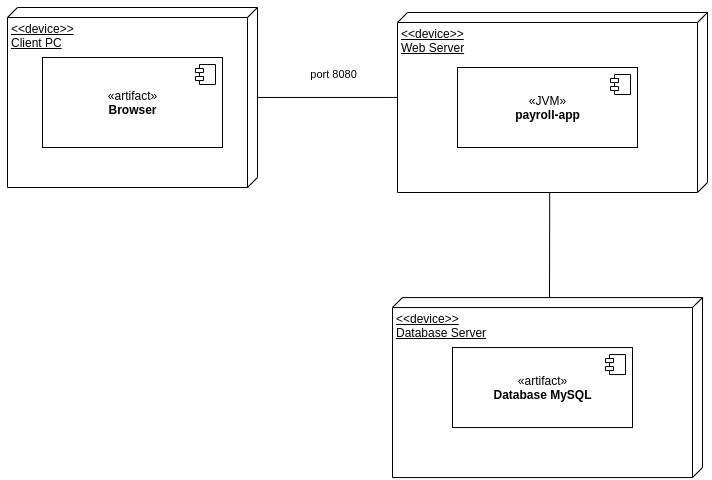 <<device>>
Client PC
«artifact»
Browser
port 8080
<<device>>
Web Server
«JVM»
payroll-app
<<device>>
Database Server
«artifact»
Database MySQL